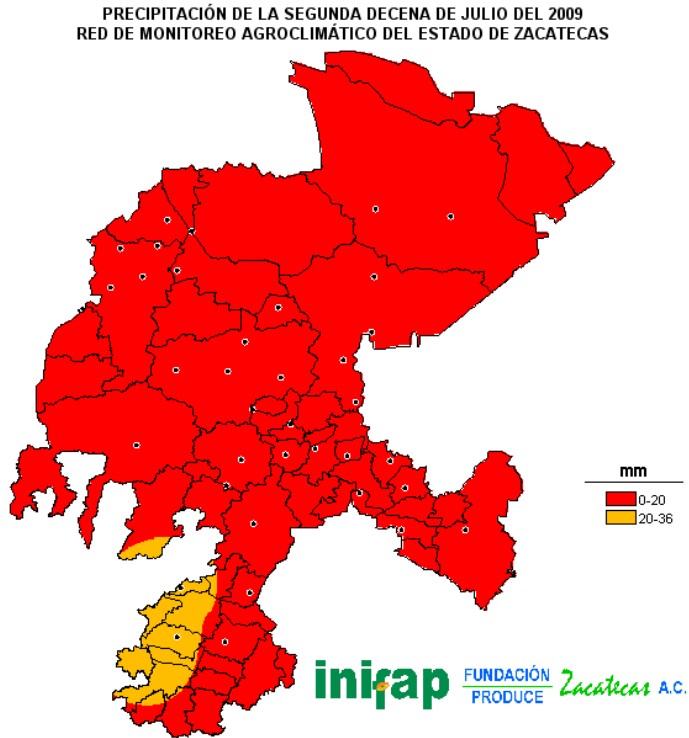 PRECIPITACIÓN DE LA SEGUNDA DECENA DE JULIO DEL 2009
RED DE MONITOREO AGROCLIMÁTICO DEL ESTADO DE ZACATECAS
mm
0-20
20-36
inifap
FUNDACIÓN
PRODUCE
Zacatecas A.C.